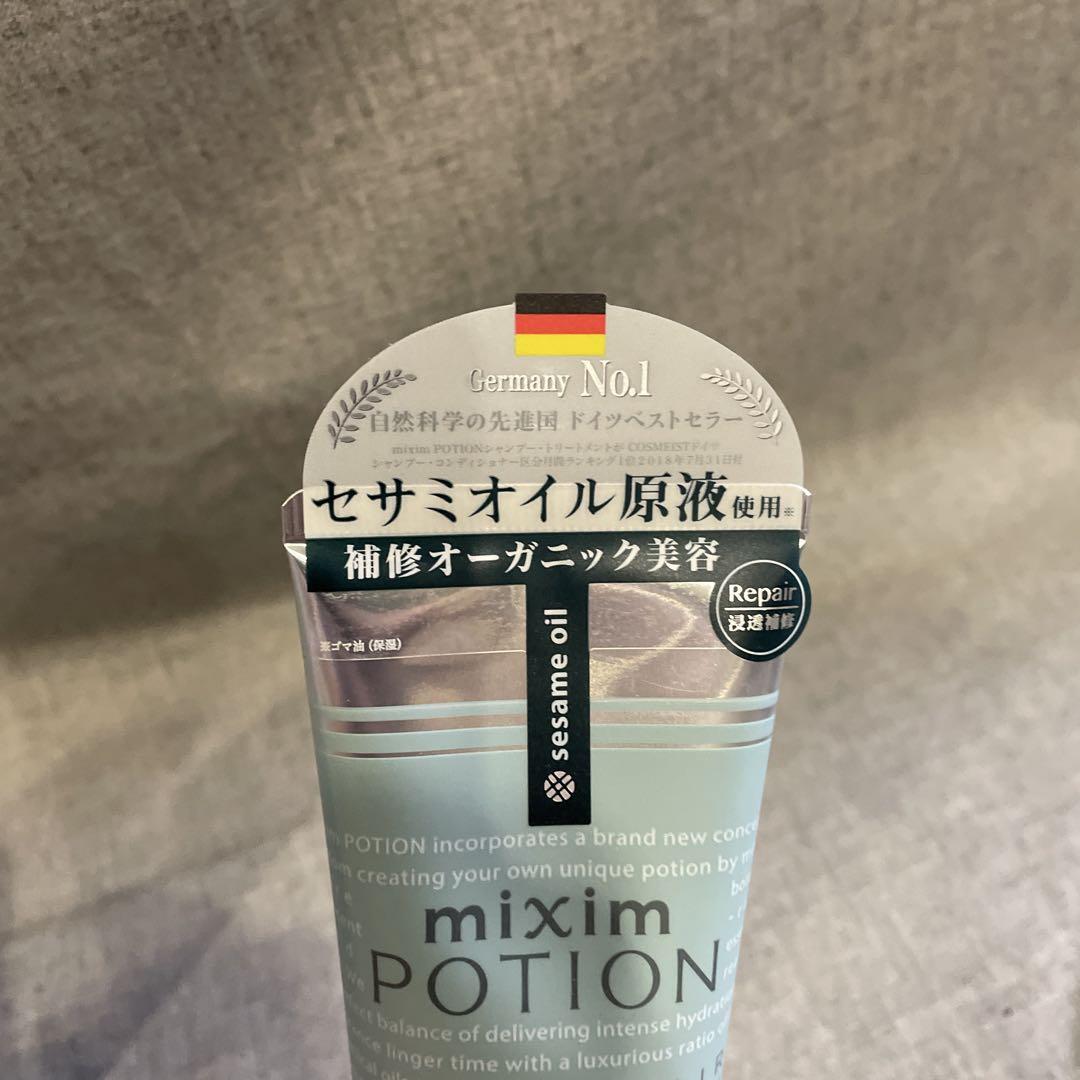 Germany No.1
自然科学の先進国 ドイツベストセラー
mixim POTIONシャンプー・トリートメントが COSMEISTドイツ
シャンプー・コンディショナー区分月間ランキング1位2018年7月31日付
セサミオイル原液使用※
補修オーガニック美容
Repair
浸透補修
※ゴマ油（保湿）
sesame oil
POTION incorporates a brand new conce
creating your own unique potion by m
mixim
POTION
ct balance of delivering intense hydrati
nce linger time with a luxurious ratio o